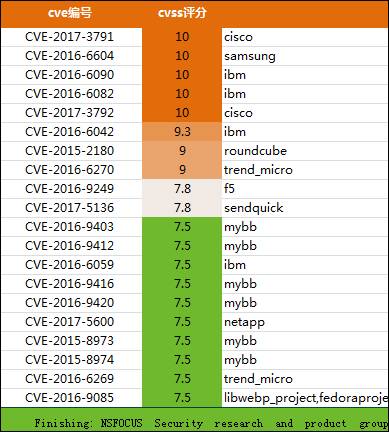 cve编号 cvss评分
CVE-2017-3791 10 cisco
CVE-2016-6604 10 samsung
CVE-2016-6090 10 ibm
CVE-2016-6082 10 ibm
CVE-2017-3792 10 cisco
CVE-2016-6042 9.3 ibm
CVE-2015-2180 9 roundcube
CVE-2016-6270 9 trend_micro
CVE-2016-9249 7.8 f5
CVE-2017-5136 7.8 sendquick
CVE-2016-9403 7.5 mybb
CVE-2016-9412 7.5 mybb
CVE-2016-6059 7.5 ibm
CVE-2016-9416 7.5 mybb
CVE-2016-9420 7.5 mybb
CVE-2017-5600 7.5 netapp
CVE-2015-8973 7.5 mybb
CVE-2015-8974 7.5 mybb
CVE-2016-6269 7.5 trend_micro
CVE-2016-9085 7.5 libwebp_project,fedoraproje
Finishing: NSFOCUS Security research and product group